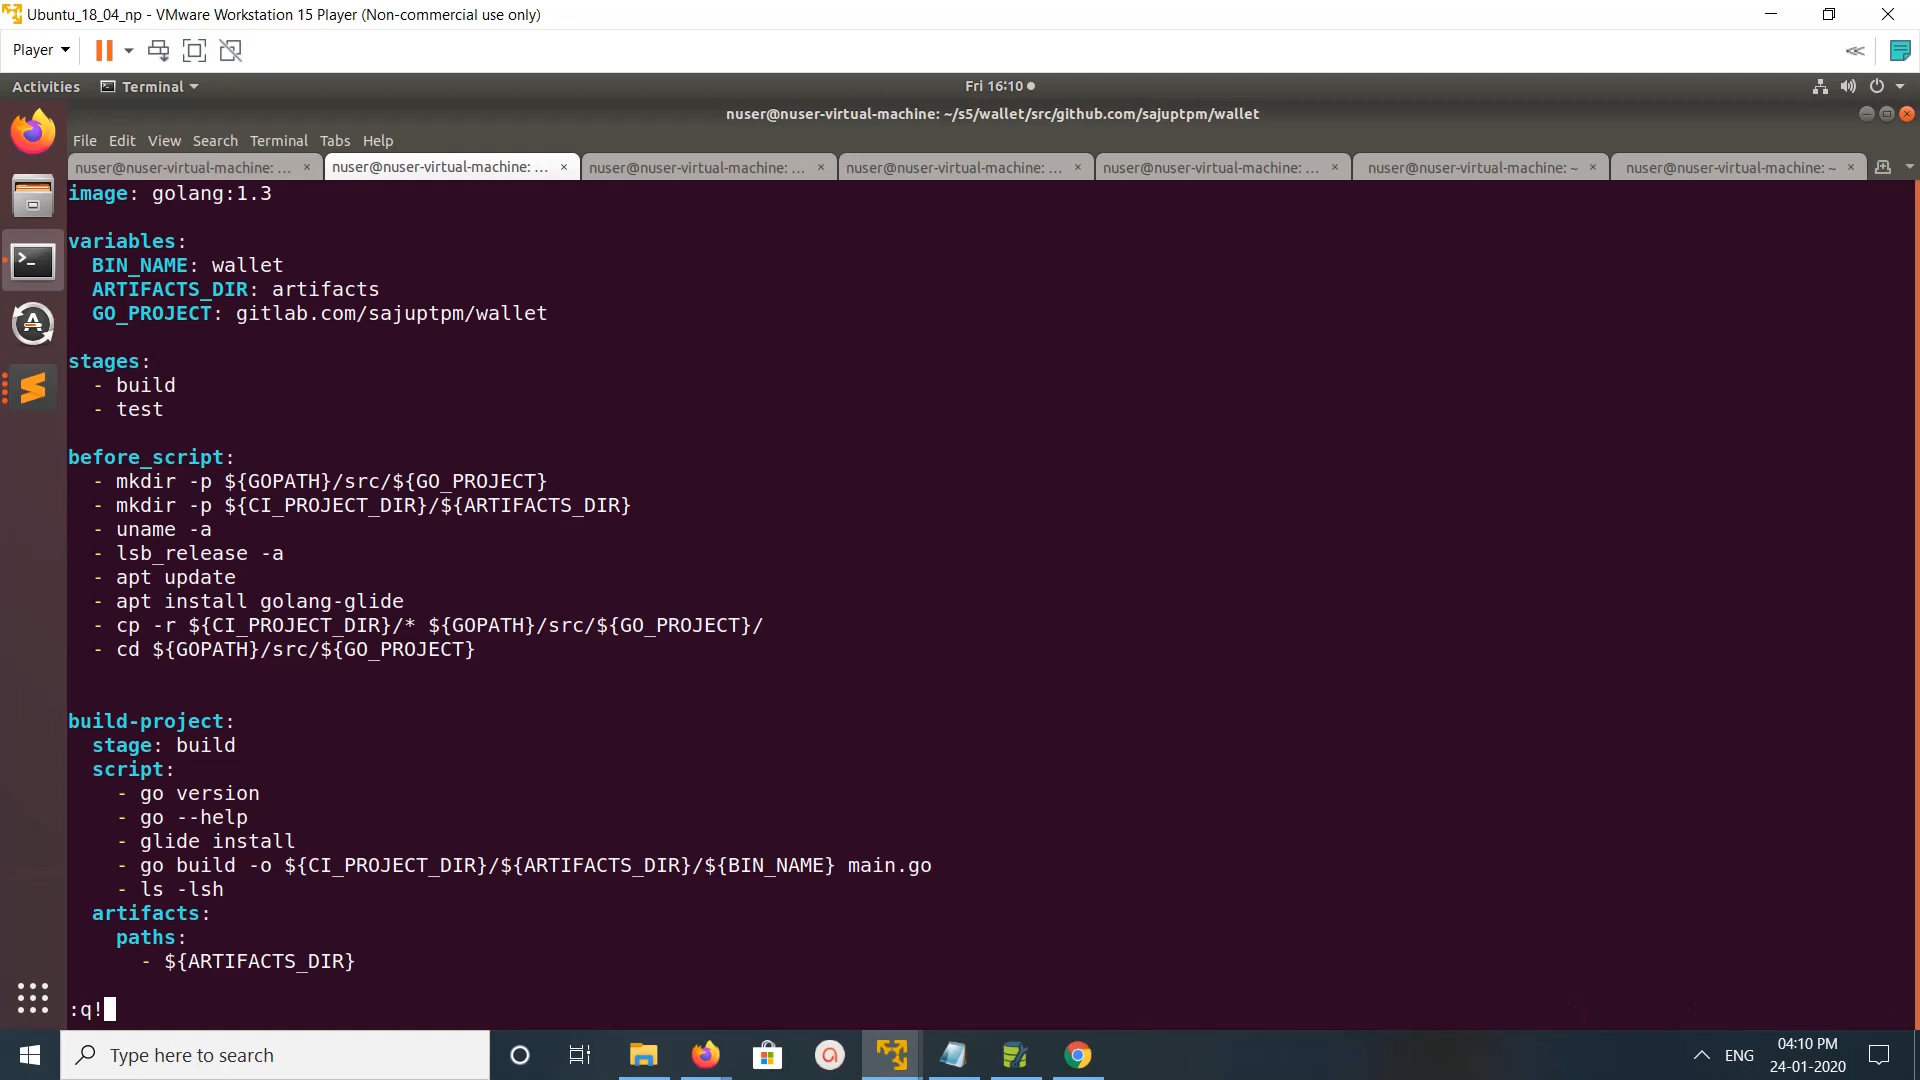 Ubuntu_18_04_np - VMware Workstation 15 Player (Non-commercial use only)
Player
Activities Terminal Fri 16:10
nuser@nuser-virtual-machine: ~/s5/wallet/src/github.com/sajuptpm/wallet
File Edit View Search Terminal Tabs Help
nuser@nuser-virtual-machine: ... × nuser@nuser-virtual-machine: ... × nuser@nuser-virtual-machine: ... × nuser@nuser-virtual-machine: ... × nuser@nuser-virtual-machine: ... × nuser@nuser-virtual-machine: ~ × nuser@nuser-virtual-machine: ~ ×
image: golang:1.3
variables:
  BIN_NAME: wallet
  ARTIFACTS_DIR: artifacts
  GO_PROJECT: gitlab.com/sajuptpm/wallet
stages:
  - build
  - test
before_script:
  - mkdir -p ${GOPATH}/src/${GO_PROJECT}
  - mkdir -p ${CI_PROJECT_DIR}/${ARTIFACTS_DIR}
  - uname -a
  - lsb_release -a
  - apt update
  - apt install golang-glide
  - cp -r ${CI_PROJECT_DIR}/* ${GOPATH}/src/${GO_PROJECT}/
  - cd ${GOPATH}/src/${GO_PROJECT}
build-project:
  stage: build
  script:
    - go version
    - go --help
    - glide install
    - go build -o ${CI_PROJECT_DIR}/${ARTIFACTS_DIR}/${BIN_NAME} main.go
    - ls -lsh
  artifacts:
    paths:
      - ${ARTIFACTS_DIR}
:q!
Type here to search
ENG
04:10 PM
24-01-2020